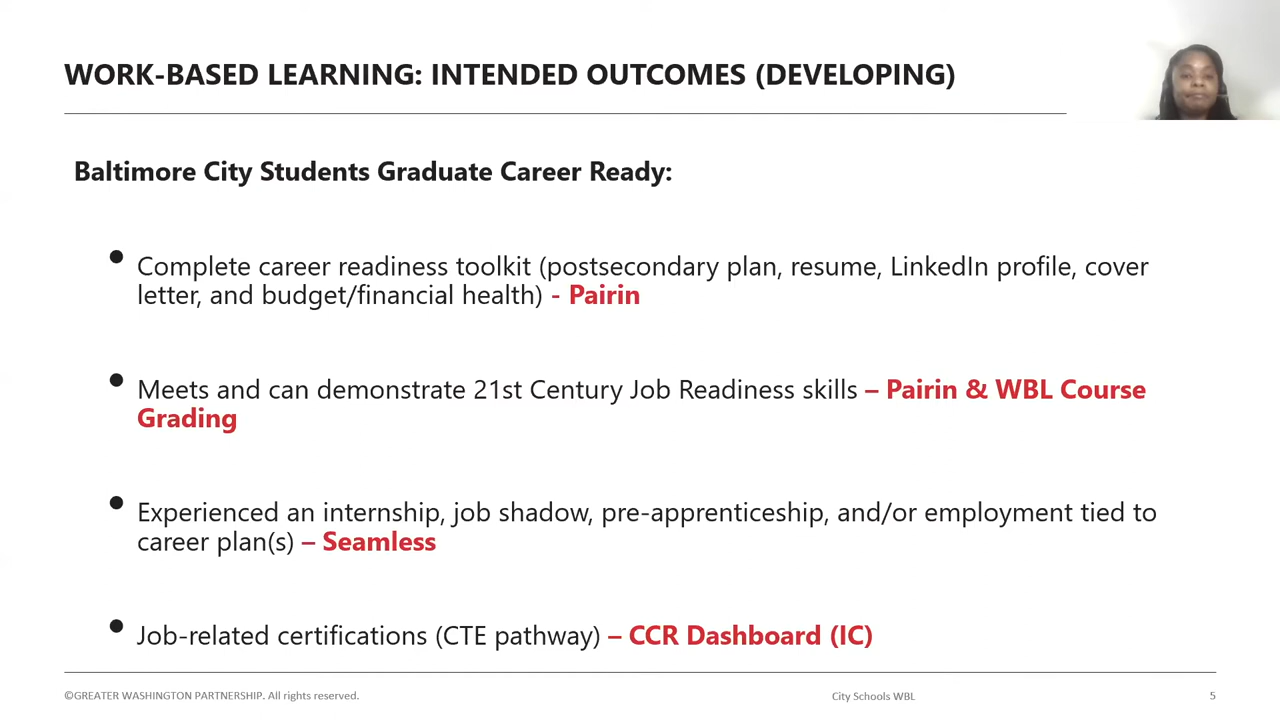 WORK-BASED LEARNING: INTENDED OUTCOMES (DEVELOPING)
Baltimore City Students Graduate Career Ready:
• Complete career readiness toolkit (postsecondary plan, resume, LinkedIn profile, cover
letter, and budget/financial health) - Pairin
• Meets and can demonstrate 21st Century Job Readiness skills – Pairin & WBL Course
Grading
• Experienced an internship, job shadow, pre-apprenticeship, and/or employment tied to
career plan(s) – Seamless
• Job-related certifications (CTE pathway) – CCR Dashboard (IC)
©GREATER WASHINGTON PARTNERSHIP. All rights reserved.
City Schools WBL
5